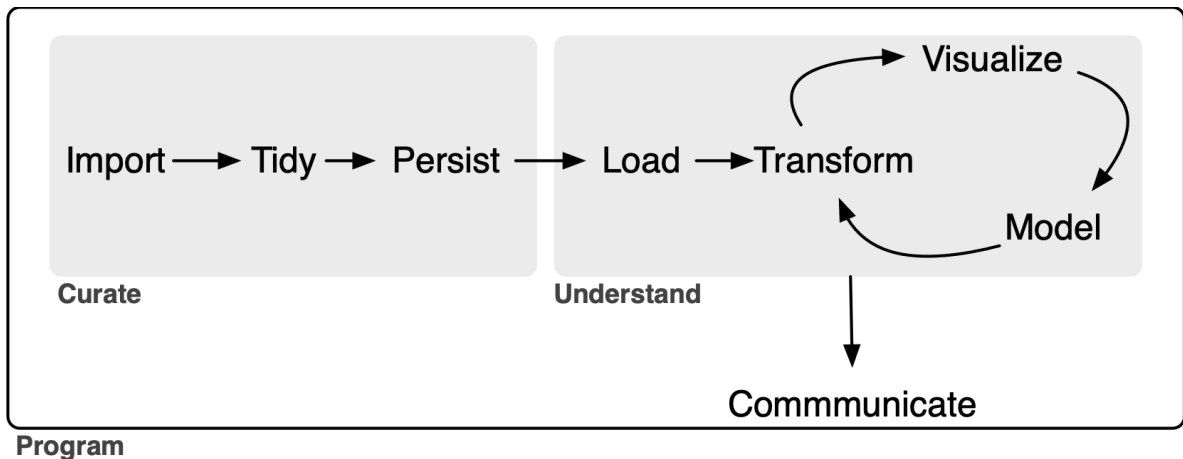 Visualize
Import Tidy Persist Load Transform
Model
Curate Understand
Commmunicate
Program